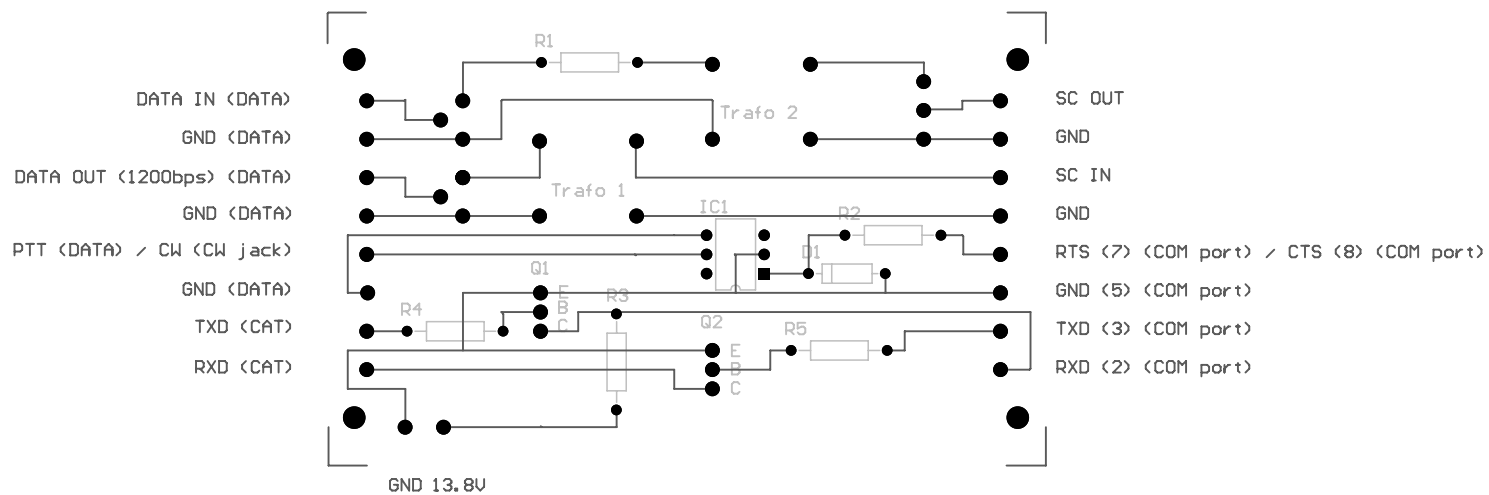 R1
DATA IN (DATA)
SC OUT
Trafo 2
GND (DATA)
GND
DATA OUT (1200bps) (DATA)
SC IN
Trafo 1
GND (DATA)
IC1
R2
GND
PTT (DATA) / CW (CW jack)
D1
RTS (7) (COM port) / CTS (8) (COM port)
Q1
GND (DATA)
E
R3
GND (5) (COM port)
R4
B
TXD (CAT)
C
Q2
R5
TXD (3) (COM port)
E
RXD (CAT)
B
RXD (2) (COM port)
C
GND 13.8V